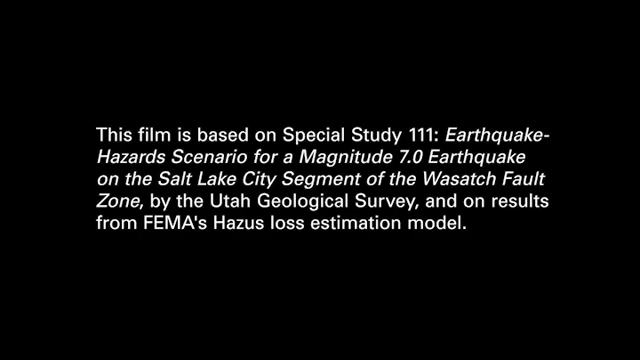 This film is based on Special Study 111: Earthquake-
Hazards Scenario for a Magnitude 7.0 Earthquake
on the Salt Lake City Segment of the Wasatch Fault
Zone, by the Utah Geological Survey, and on results
from FEMA's Hazus loss estimation model.